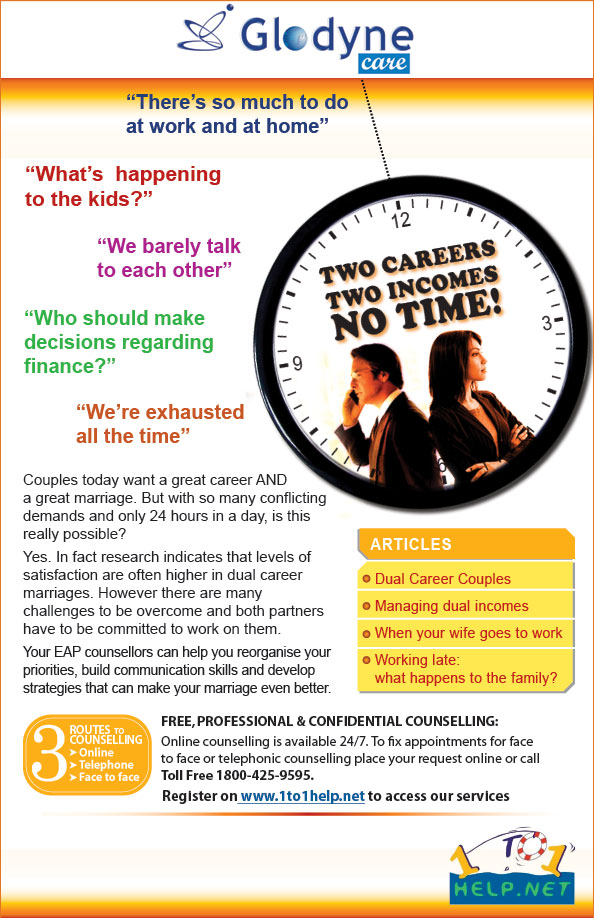 Glodyne
care
“There’s so much to do
at work and at home”
“What’s happening
to the kids?”
“We barely talk
to each other”
“Who should make
decisions regarding
finance?”
“We’re exhausted
all the time”
12
3
6
9
TWO CAREERS
TWO INCOMES
NO TIME!
Couples today want a great career AND
a great marriage. But with so many conflicting
demands and only 24 hours in a day, is this
really possible?
Yes. In fact research indicates that levels of
satisfaction are often higher in dual career
marriages. However there are many
challenges to be overcome and both partners
have to be committed to work on them.
Your EAP counsellors can help you reorganise your
priorities, build communication skills and develop
strategies that can make your marriage even better.
ARTICLES
Dual Career Couples
Managing dual incomes
When your wife goes to work
Working late:
what happens to the family?
3 ROUTES TO
COUNSELLING
Online
Telephone
Face to face
FREE, PROFESSIONAL & CONFIDENTIAL COUNSELLING:
Online counselling is available 24/7. To fix appointments for face
to face or telephonic counselling place your request online or call
Toll Free 1800-425-9595.
Register on www.1to1help.net to access our services
1 TO 1
HELP.NET